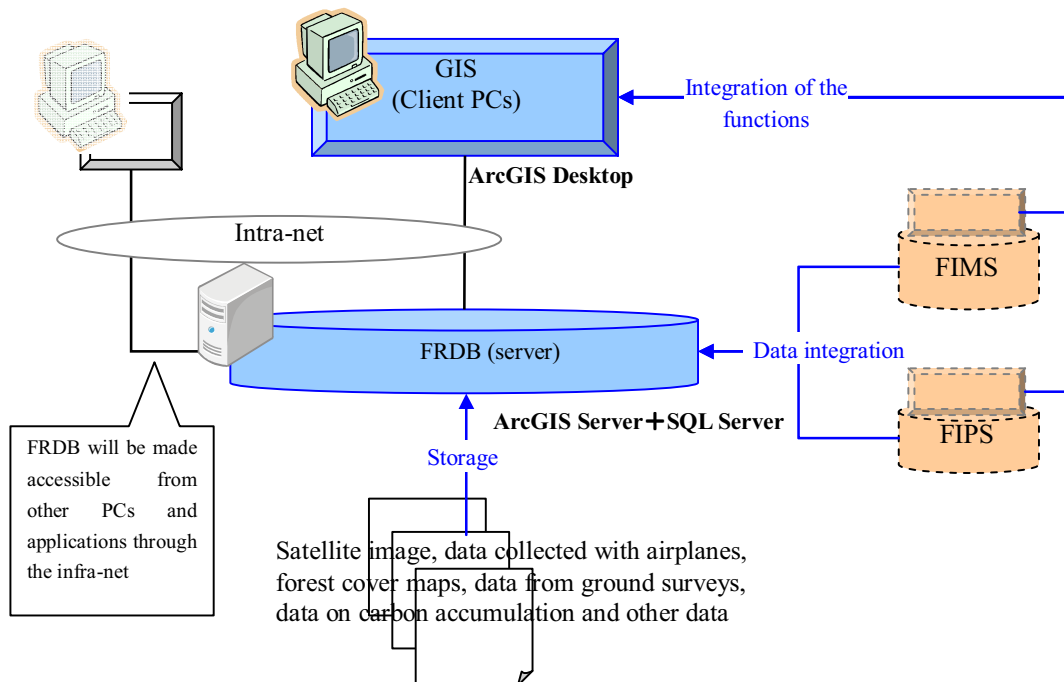 GIS
(Client PCs)
Integration of the
functions
ArcGIS Desktop
Intra-net
FIMS
FRDB (server)
Data integration
ArcGIS Server+SQL Server
FIPS
Storage
FRDB will be made
accessible from
other PCs and
applications through
the infra-net
Satellite image, data collected with airplanes,
forest cover maps, data from ground surveys,
data on carbon accumulation and other data